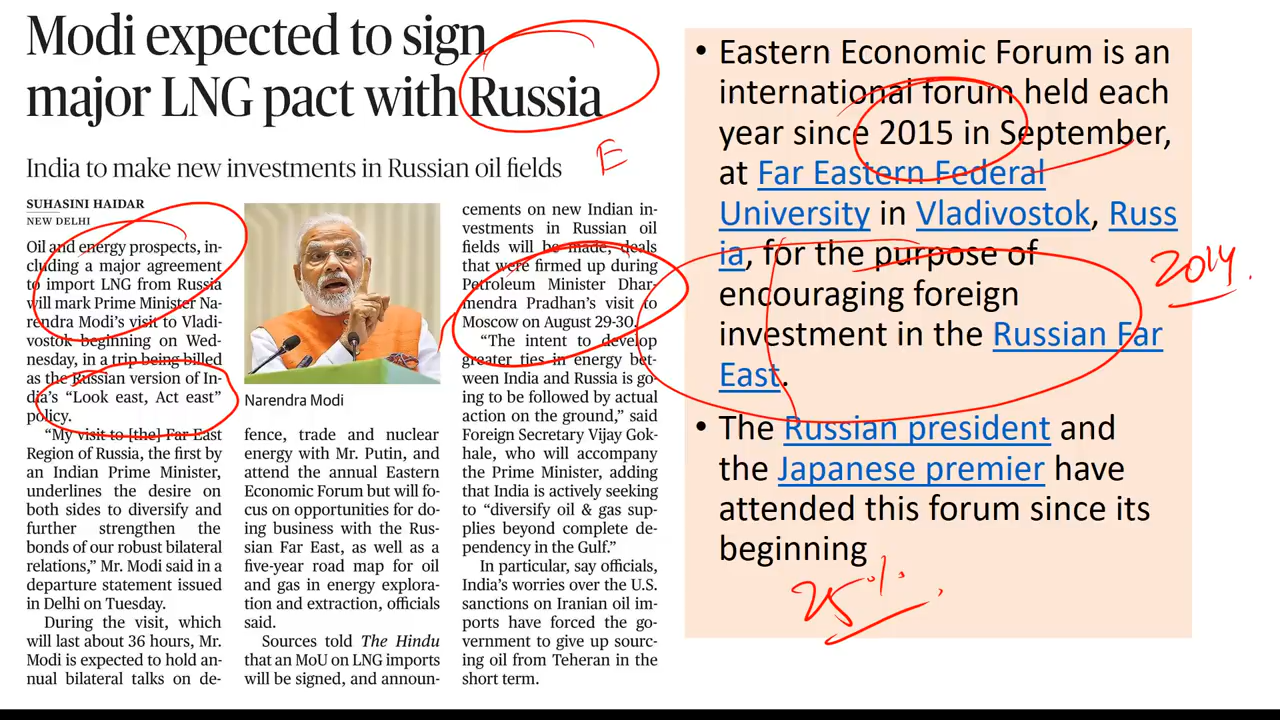 Modi expected to sign
major LNG pact with Russia
India to make new investments in Russian oil fields
SUHASINI HAIDAR
NEW DELHI
Oil and energy prospects, in-
cluding a major agreement
to import LNG from Russia
will mark Prime Minister Na-
rendra Modi's visit to Vladi-
vostok beginning on Wed-
nesday, in a trip being billed
as the Russian version of In-
dia's "Look east, Act east"
policy.
"My visit to [the] Far East
Region of Russia, the first by
an Indian Prime Minister,
underlines the desire on
both sides to diversify and
further strengthen the
bonds of our robust bilateral
relations," Mr. Modi said in a
departure statement issued
in Delhi on Tuesday.
During the visit, which
will last about 36 hours, Mr.
Modi is expected to hold an-
nual bilateral talks on de-
Narendra Modi
fence, trade and nuclear
energy with Mr. Putin, and
attend the annual Eastern
Economic Forum but will fo-
cus on opportunities for do-
ing business with the Rus-
sian Far East, as well as a
five-year road map for oil
and gas in energy explora-
tion and extraction, officials
said.
Sources told The Hindu
that an MoU on LNG imports
will be signed, and announ-
cements on new Indian in-
vestments in Russian oil
fields will be made, deals
that were firmed up during
Petroleum Minister Dhar-
mendra Pradhan's visit to
Moscow on August 29-30.
"The intent to develop
greater ties in energy bet-
ween India and Russia is go-
ing to be followed by actual
action on the ground," said
Foreign Secretary Vijay Gok-
hale, who will accompany
the Prime Minister, adding
that India is actively seeking
to "diversify oil & gas sup-
plies beyond complete de-
pendency in the Gulf."
In particular, say officials,
India's worries over the U.S.
sanctions on Iranian oil im-
ports have forced the go-
vernment to give up sourc-
ing oil from Teheran in the
short term.
E
• Eastern Economic Forum is an
international forum held each
year since 2015 in September,
at Far Eastern Federal
University in Vladivostok, Russ
ia, for the purpose of
encouraging foreign
investment in the Russian Far
East.
• The Russian president and
the Japanese premier have
attended this forum since its
beginning
2014
25%